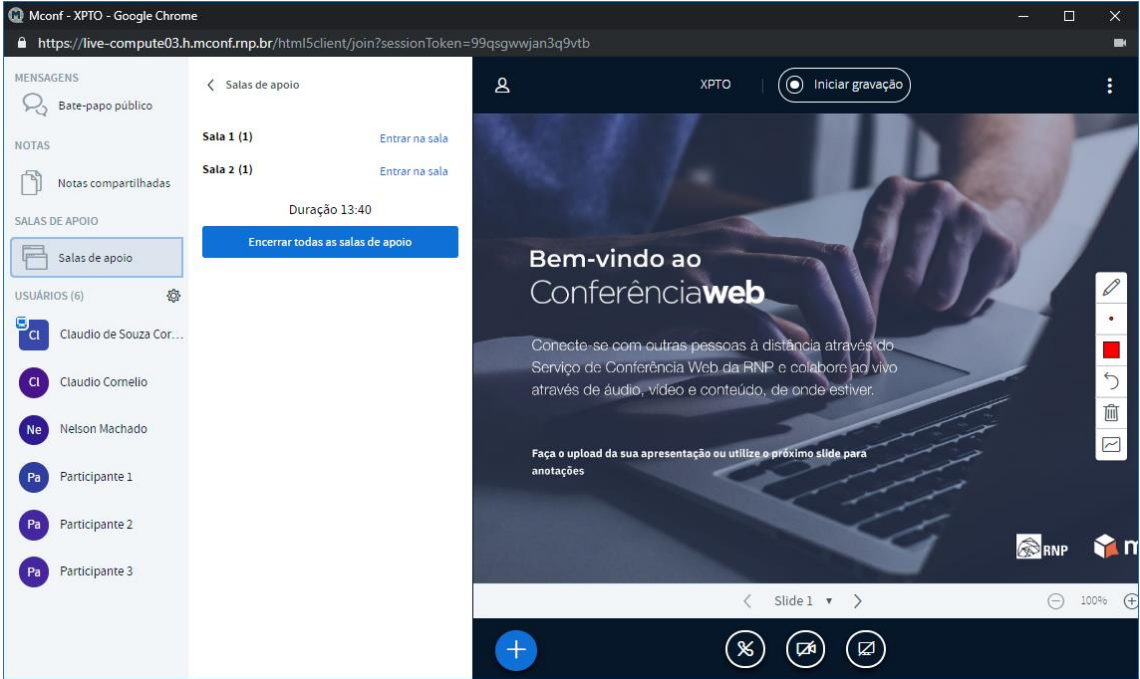 Mconf - XPTO - Google Chrome
https://live-compute03.h.mconf.rnp.br/html5client/join?sessionToken=99qsgwwjan3q9vtb
MENSAGENS
Bate-papo público
NOTAS
Notas compartilhadas
SALAS DE APOIO
Salas de apoio
USUÁRIOS (6)
Cl Claudio de Souza Cor...
Cl Claudio Cornelio
Ne Nelson Machado
Pa Participante 1
Pa Participante 2
Pa Participante 3
Salas de apoio
Sala 1 (1) Entrar na sala
Sala 2 (1) Entrar na sala
Duração 13:40
Encerrar todas as salas de apoio
XPTO | Iniciar gravação
Bem-vindo ao
Conferênciaweb
Conecte-se com outras pessoas à distância através do
Serviço de Conferência Web da RNP e colabore ao vivo
através de áudio, vídeo e conteúdo, de onde estiver.
Faça o upload da sua apresentação ou utilize o próximo slide para
anotações
RNP m
Slide 1
100%